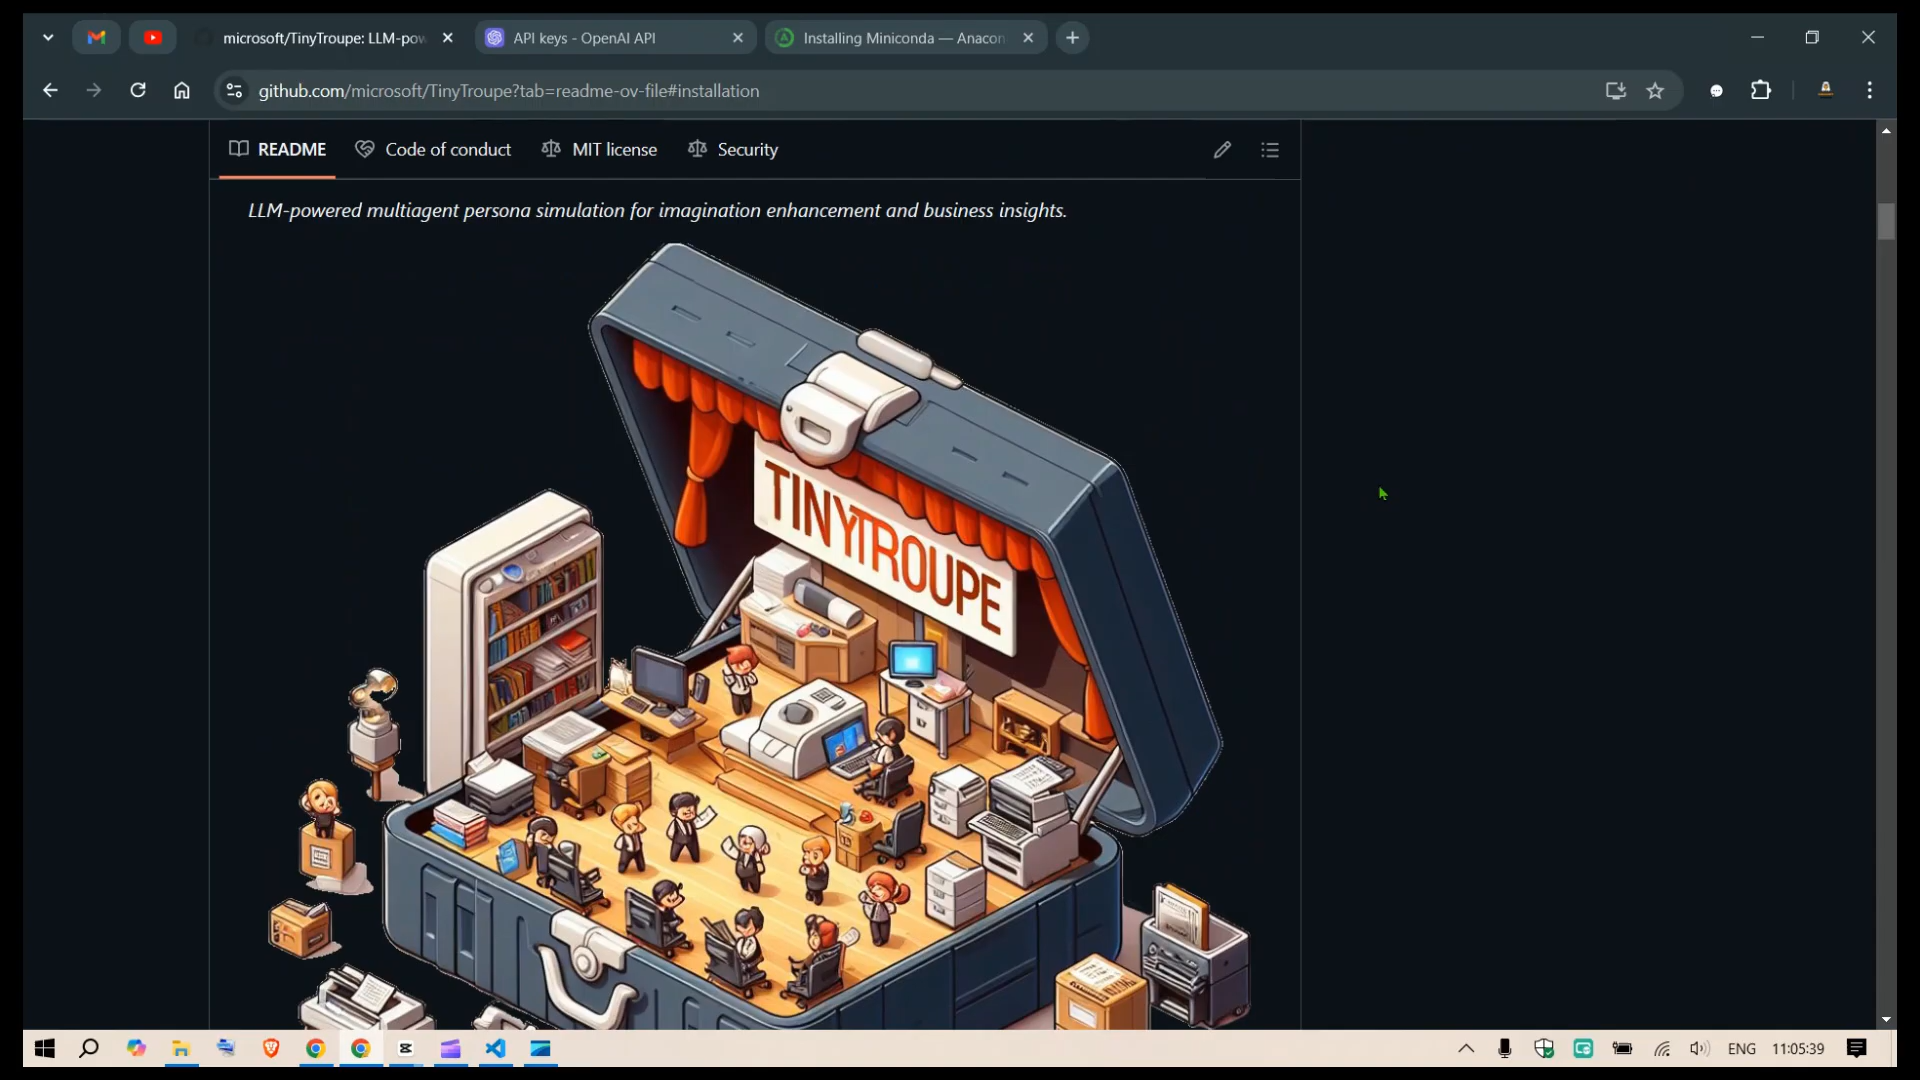 microsoft/TinyTroupe: LLM-pow
API keys - OpenAI API
Installing Miniconda — Anacon
github.com/microsoft/TinyTroupe?tab=readme-ov-file#installation
README
Code of conduct
MIT license
Security
LLM-powered multiagent persona simulation for imagination enhancement and business insights.
TINYTROUPE
ENG
11:05:39